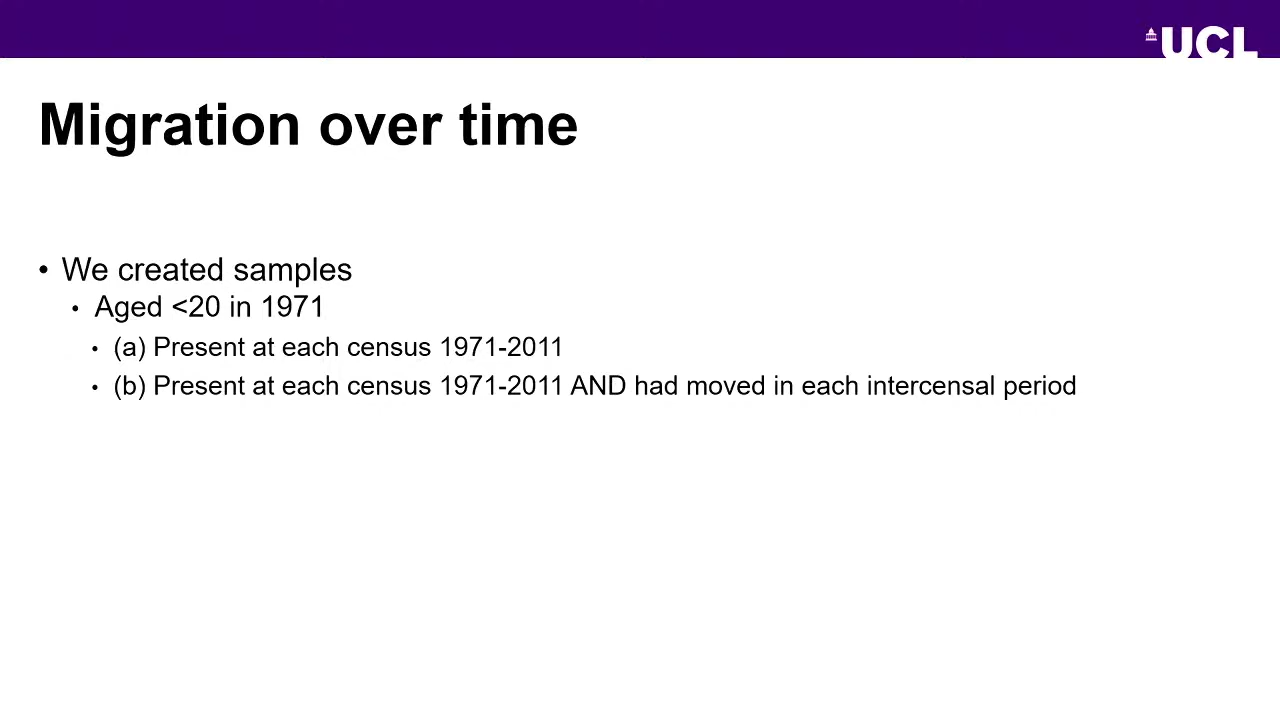 UCL
Migration over time
• We created samples
• Aged <20 in 1971
• (a) Present at each census 1971-2011
• (b) Present at each census 1971-2011 AND had moved in each intercensal period